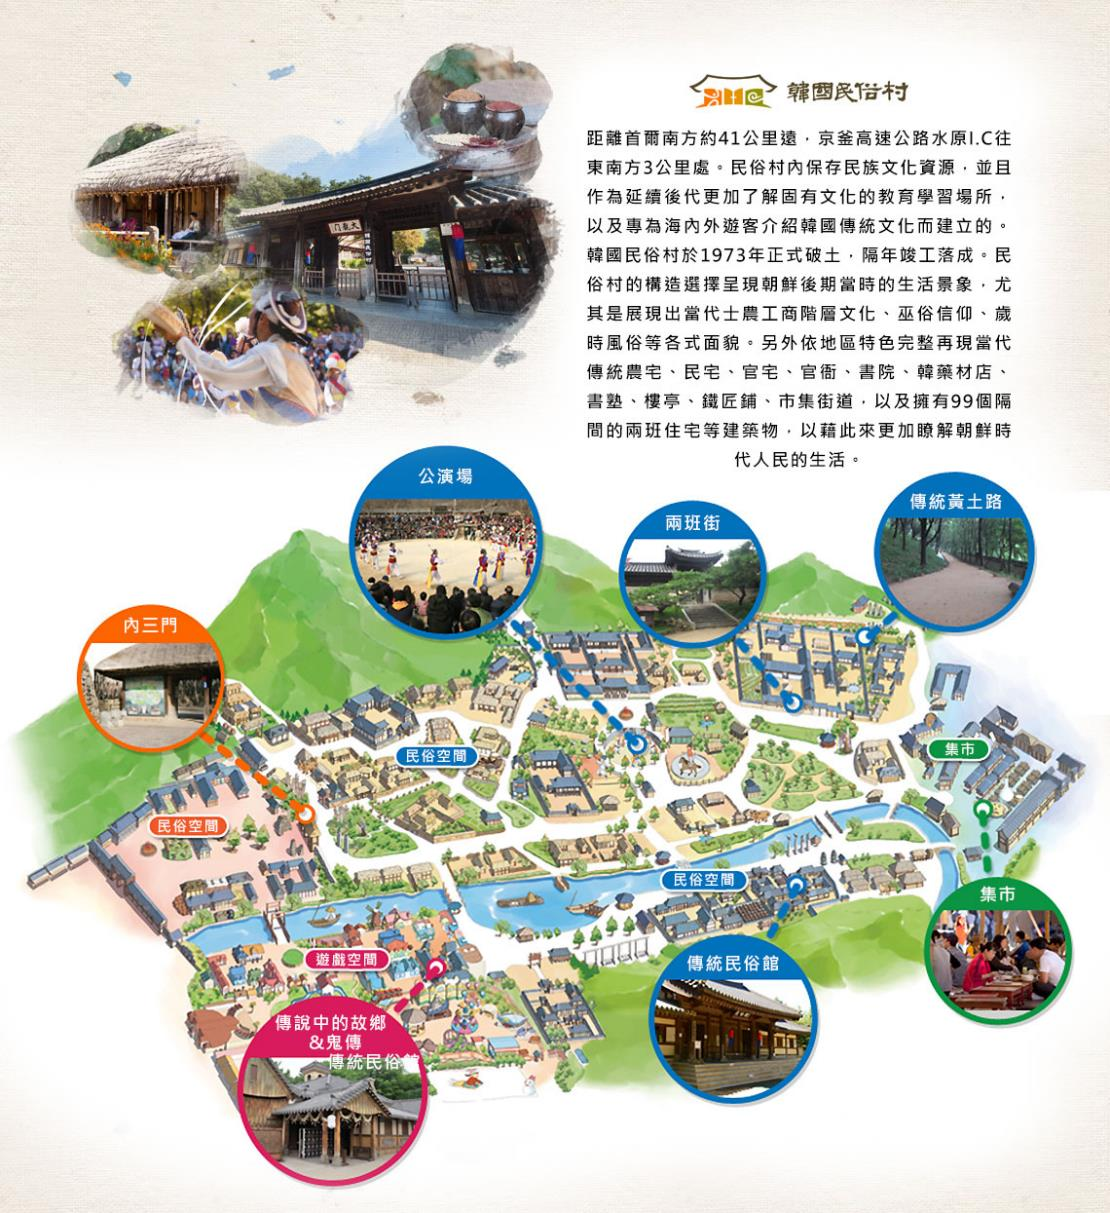 韓國民俗村
距離首爾南方約41公里遠，京釜高速公路水原I.C往
東南方3公里處。民俗村內保存民族文化資源，並且
作為延續後代更加了解固有文化的教育學習場所，
以及專為海內外遊客介紹韓國傳統文化而建立的。
韓國民俗村於1973年正式破土，隔年竣工落成。民
俗村的構造選擇呈現朝鮮後期當時的生活景象，尤
其是展現出當代士農工商階層文化、巫俗信仰、歲
時風俗等各式面貌。另外依地區特色完整再現當代
傳統農宅、民宅、官宅、官衙、書院、韓藥材店、
書塾、樓亭、鐵匠鋪、市集街道，以及擁有99個隔
間的兩班住宅等建築物，以藉此來更加瞭解朝鮮時
代人民的生活。
公演場
兩班街
傳統黃土路
內三門
民俗空間
集市
民俗空間
民俗空間
集市
遊戲空間
傳統民俗館
傳說中的故鄉
&鬼傳
傳統民俗館